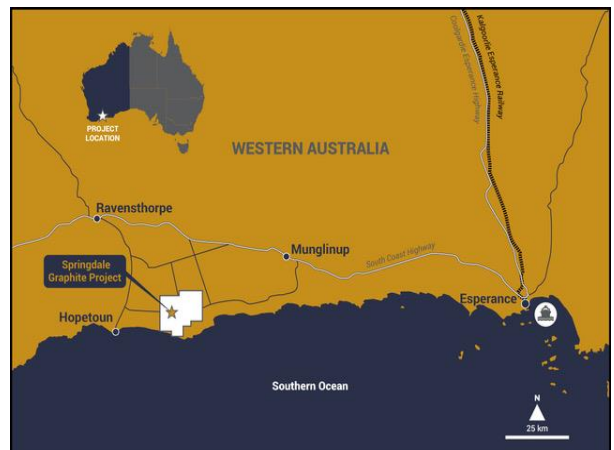 PROJECT
LOCATION
WESTERN AUSTRALIA
Coolgardie Esperance Highway
Kalgoorlie Esperance Railway
Ravensthorpe
Munglinup
South Coast Highway
Springdale
Graphite Project
Esperance
Hopetoun
Southern Ocean
N
25 km